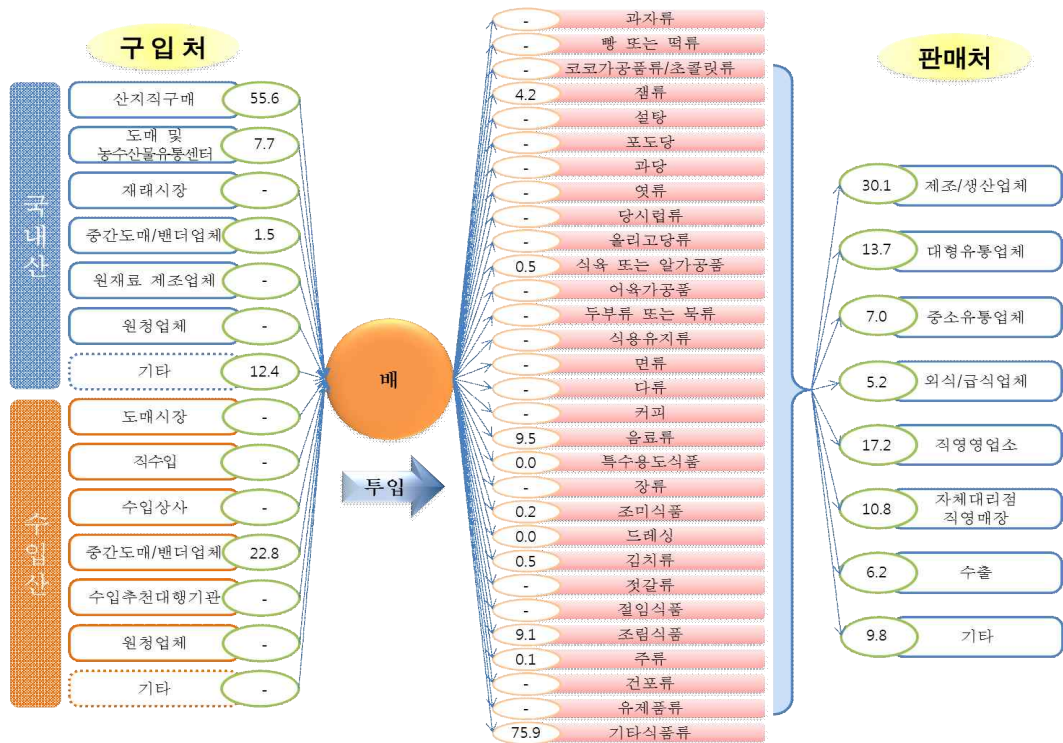 구입처
국내산
산지직구매 55.6
도매 및
농수산물유통센터 7.7
재래시장 -
중간도매/밴더업체 1.5
원재료 제조업체 -
원청업체 -
기타 12.4
수입산
도매시장 -
직수입 -
수입상사 -
중간도매/밴더업체 22.8
수입추천대행기관 -
원청업체 -
기타 -
배
투입
- 과자류
- 빵 또는 떡류
- 코코가공품류/초콜릿류
4.2 잼류
- 설탕
- 포도당
- 과당
- 엿류
- 당시럽류
- 올리고당류
0.5 식육 또는 알가공품
- 어육가공품
- 두부류 또는 묵류
- 식용유지류
- 면류
- 다류
- 커피
9.5 음료류
0.0 특수용도식품
- 장류
0.2 조미식품
0.0 드레싱
0.5 김치류
- 젓갈류
- 절임식품
9.1 조림식품
0.1 주류
- 건포류
- 유제품류
75.9 기타식품류
판매처
30.1 제조/생산업체
13.7 대형유통업체
7.0 중소유통업체
5.2 외식/급식업체
17.2 직영영업소
10.8 자체대리점
직영매장
6.2 수출
9.8 기타